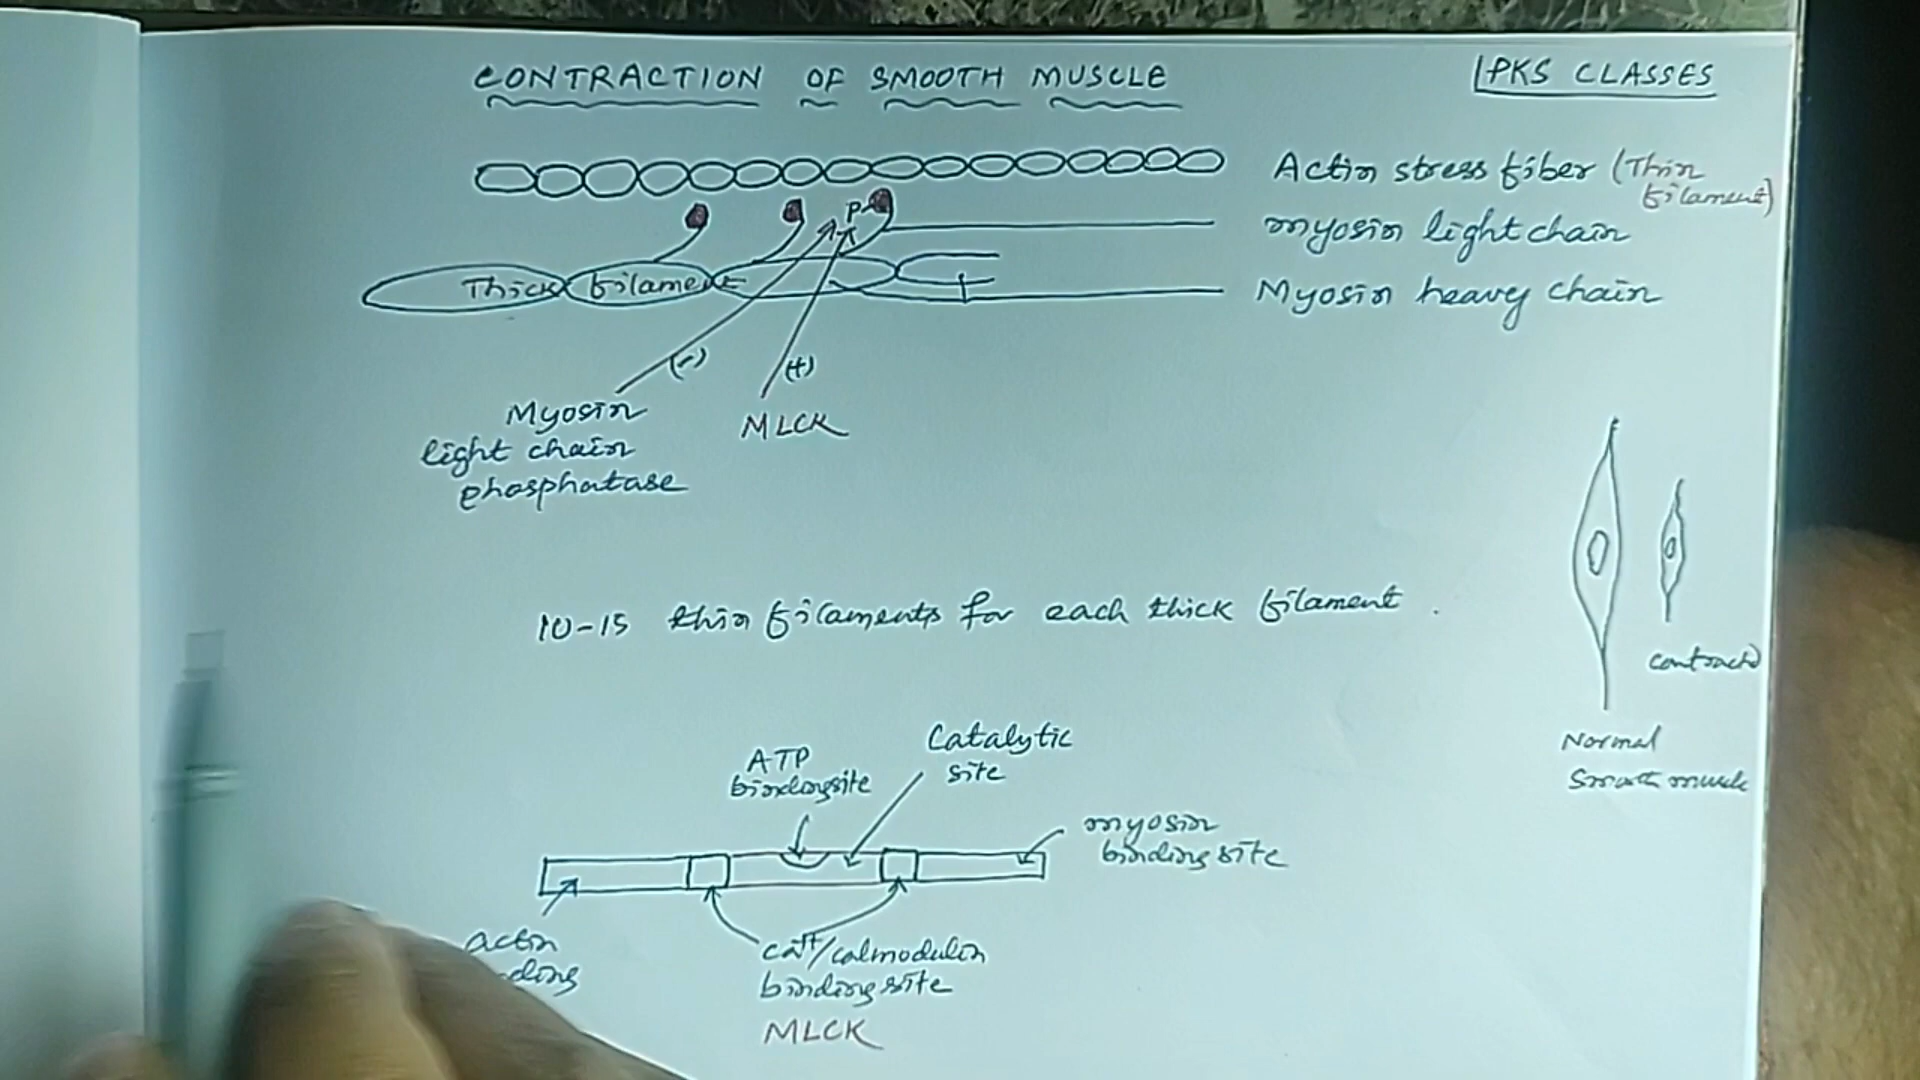 CONTRACTION OF SMOOTH MUSCLE
PKS CLASSES
Actin stress fiber (Thin
filament)
P
myosin light chain
Thick filament
Myosin heavy chain
(-)
(+)
Myosin
light chain
phosphatase
MLCK
10-15 thin filaments for each thick filament.
contracted
Normal
Smooth muscle
ATP
binding site
Catalytic
site
myosin
binding site
actin
Ca++/calmodulin
binding site
MLCK